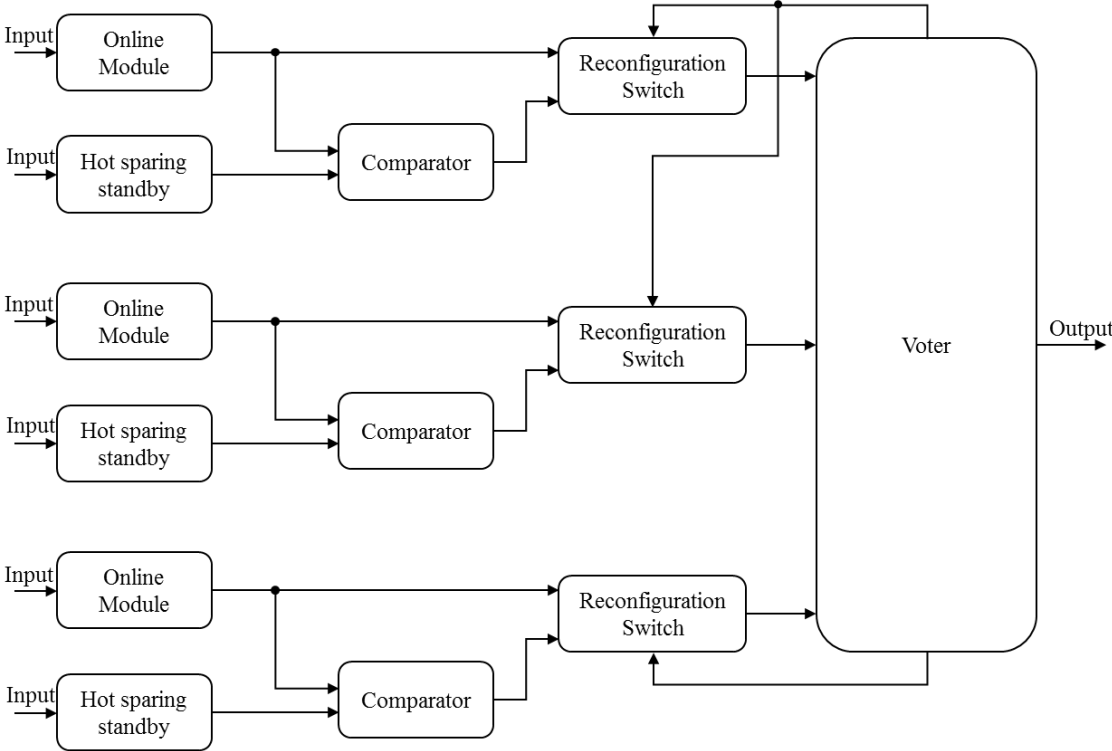 Input
Online
Module
Reconfiguration
Switch
Input
Hot sparing
standby
Comparator
Input
Online
Module
Reconfiguration
Switch
Voter
Output
Input
Hot sparing
standby
Comparator
Input
Online
Module
Reconfiguration
Switch
Input
Hot sparing
standby
Comparator